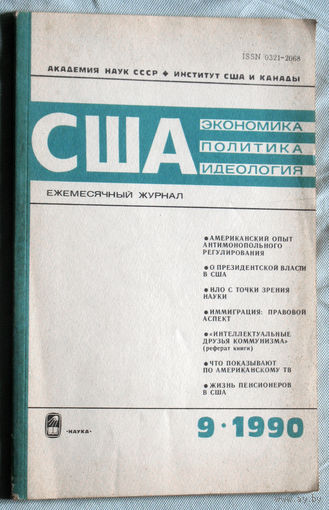 ISSN 0321-2068
АКАДЕМИЯ НАУК СССР ◆ ИНСТИТУТ США И КАНАДЫ
США
ЭКОНОМИКА
ПОЛИТИКА
ИДЕОЛОГИЯ
ЕЖЕМЕСЯЧНЫЙ ЖУРНАЛ
● АМЕРИКАНСКИЙ ОПЫТ
АНТИМОНОПОЛЬНОГО
РЕГУЛИРОВАНИЯ
● О ПРЕЗИДЕНТСКОЙ ВЛАСТИ
В США
● НЛО С ТОЧКИ ЗРЕНИЯ
НАУКИ
● ИММИГРАЦИЯ: ПРАВОВОЙ
АСПЕКТ
● «ИНТЕЛЛЕКТУАЛЬНЫЕ
ДРУЗЬЯ КОММУНИЗМА»
(реферат книги)
● ЧТО ПОКАЗЫВАЮТ
ПО АМЕРИКАНСКОМУ ТВ
● ЖИЗНЬ ПЕНСИОНЕРОВ
В США
«НАУКА»
9 · 1990
ay.by